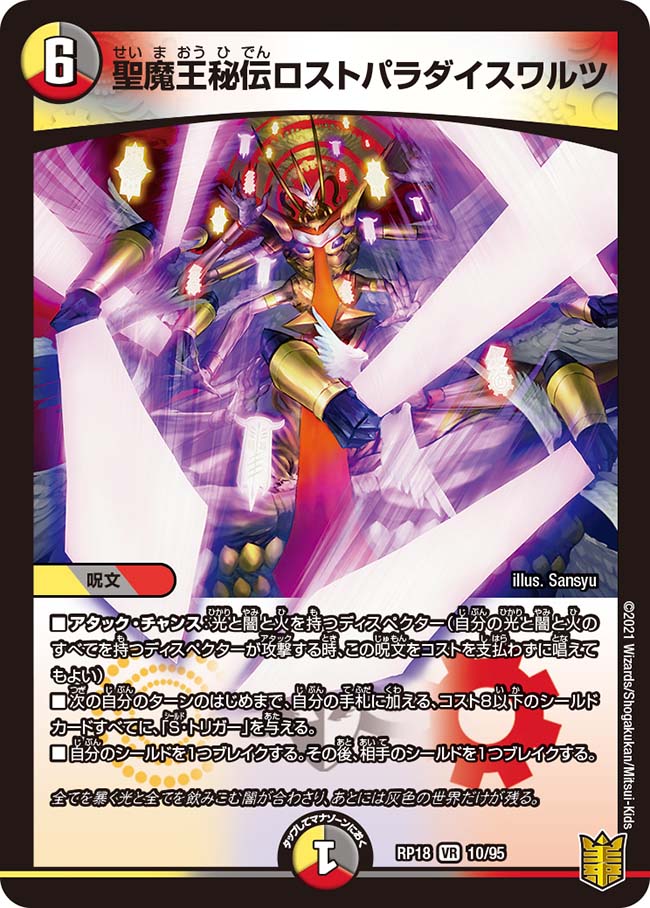 6
せいまおうひでん
聖魔王秘伝ロストパラダイスワルツ
呪文
illus. Sansyu
■アタック・チャンス:光と闇と火を持つディスペクター(自分の光と闇と火の
すべてを持つディスペクターが攻撃する時、この呪文をコストを支払わずに唱えて
もよい)
■次の自分のターンのはじめまで、自分の手札に加える、コスト8以下のシールド
カードすべてに、「S・トリガー」を与える。
■自分のシールドを1つブレイクする。その後、相手のシールドを1つブレイクする。
全てを暴く光と全てを飲みこむ闇が合わさり、あとには灰色の世界だけが残る。
タップしてマナゾーンにおく
1
RP18 VR 10/95
©2021 Wizards/Shogakukan/Mitsui-Kids